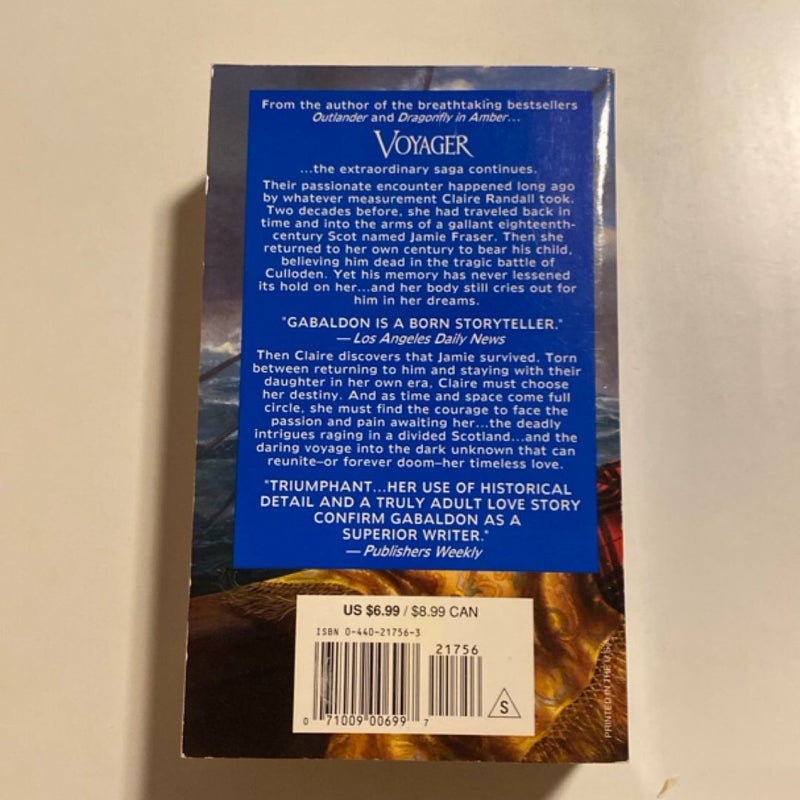 From the author of the breathtaking bestsellers
Outlander and Dragonfly in Amber...
VOYAGER
...the extraordinary saga continues.
Their passionate encounter happened long ago
by whatever measurement Claire Randall took.
Two decades before, she had traveled back in
time and into the arms of a gallant eighteenth-
century Scot named Jamie Fraser. Then she
returned to her own century to bear his child,
believing him dead in the tragic battle of
Culloden. Yet his memory has never lessened
its hold on her...and her body still cries out for
him in her dreams.
"GABALDON IS A BORN STORYTELLER."
— Los Angeles Daily News
Then Claire discovers that Jamie survived. Torn
between returning to him and staying with their
daughter in her own era, Claire must choose
her destiny. And as time and space come full
circle, she must find the courage to face the
passion and pain awaiting her...the deadly
intrigues raging in a divided Scotland...and the
daring voyage into the dark unknown that can
reunite—or forever doom—her timeless love.
"TRIUMPHANT...HER USE OF HISTORICAL
DETAIL AND A TRULY ADULT LOVE STORY
CONFIRM GABALDON AS A
SUPERIOR WRITER."
— Publishers Weekly
US $6.99 / $8.99 CAN
ISBN 0-440-21756-3
21756
0 71009 00699 7
S
PRINTED IN THE U.S.A.